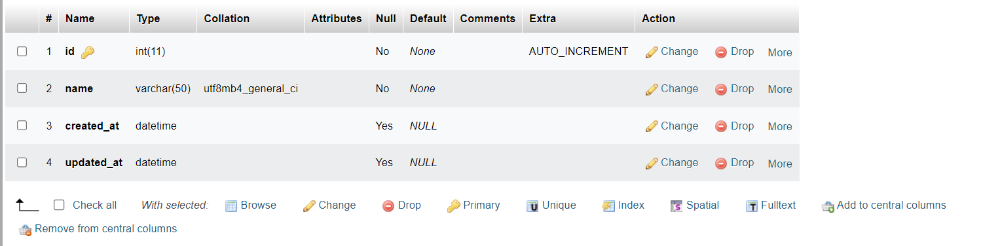 # Name Type Collation Attributes Null Default Comments Extra Action
1 id int(11) No None AUTO_INCREMENT Change Drop More
2 name varchar(50) utf8mb4_general_ci No None Change Drop More
3 created_at datetime Yes NULL Change Drop More
4 updated_at datetime Yes NULL Change Drop More
Check all With selected: Browse Change Drop Primary Unique Index Spatial Fulltext Add to central columns
Remove from central columns